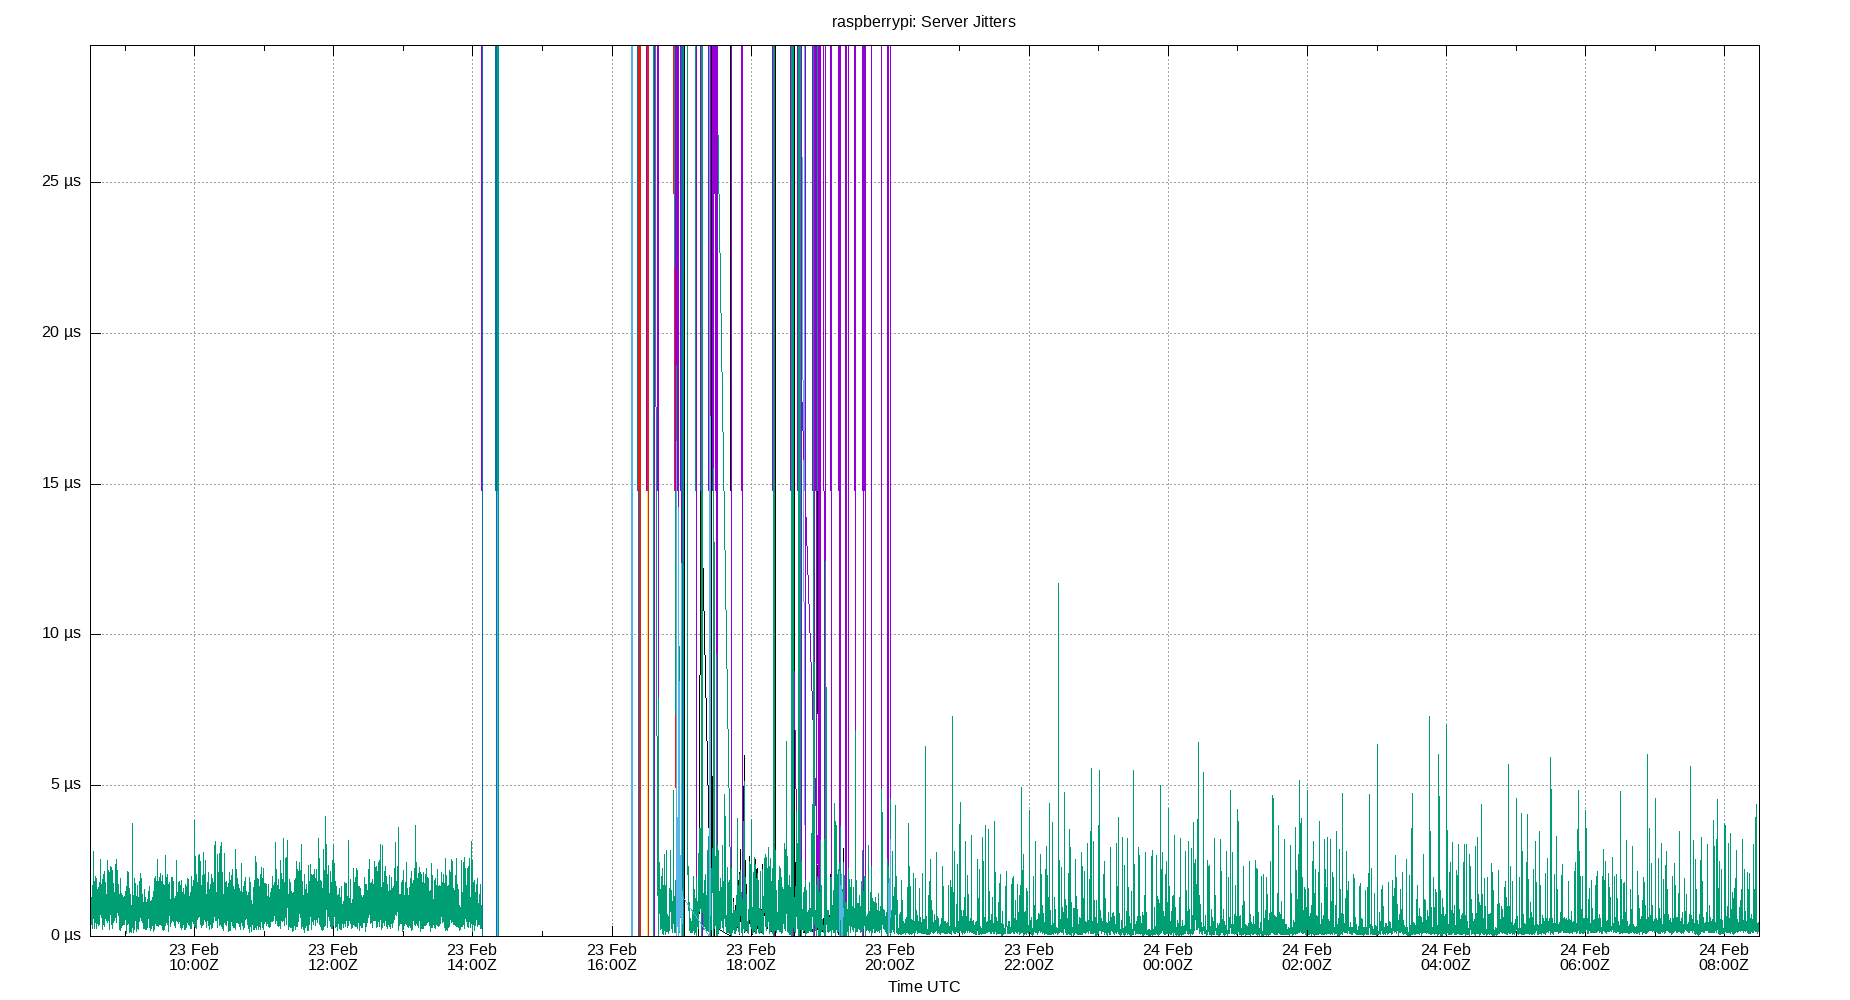 raspberrypi: Server Jitters
25 µs
20 µs
15 µs
10 µs
5 µs
0 µs
23 Feb 23 Feb 23 Feb 23 Feb 23 Feb 23 Feb 23 Feb 24 Feb 24 Feb 24 Feb 24 Feb 24 Feb
10:00Z 12:00Z 14:00Z 16:00Z 18:00Z 20:00Z 22:00Z 00:00Z 02:00Z 04:00Z 06:00Z 08:00Z
Time UTC